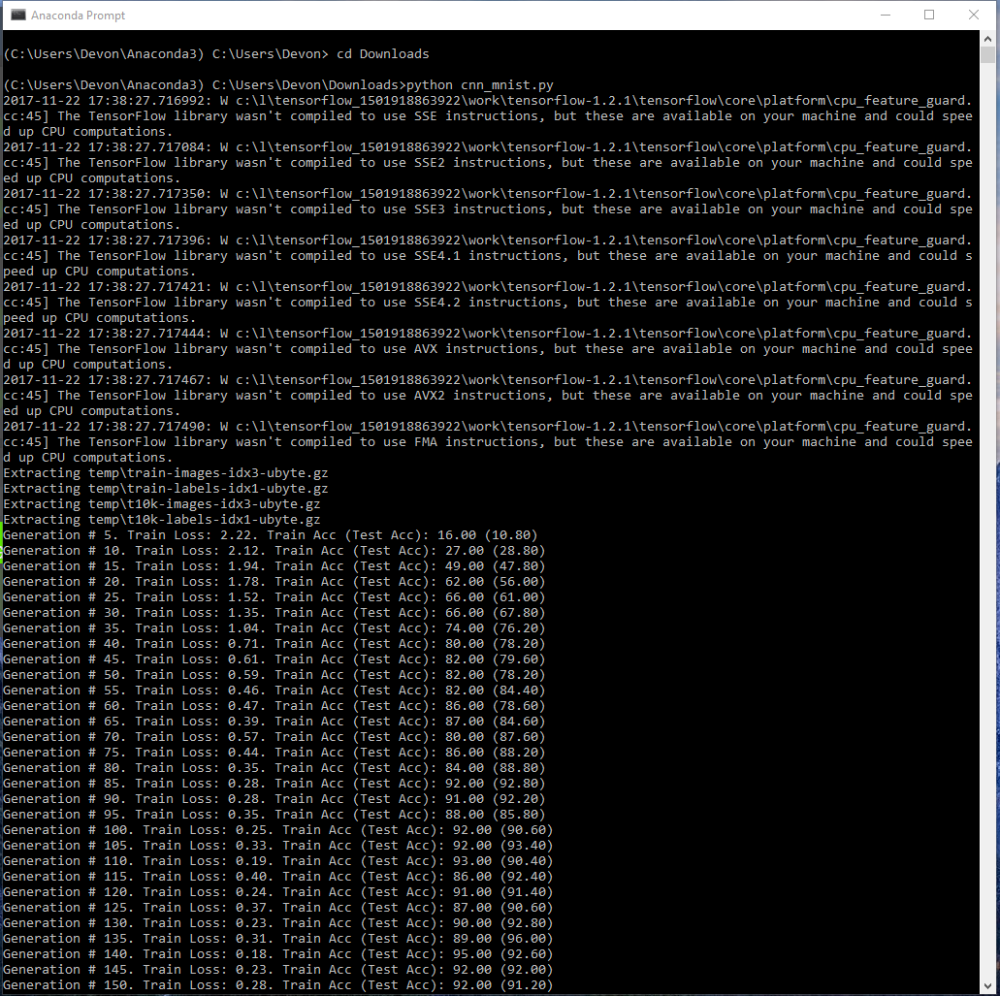 Anaconda Prompt
(C:\Users\Devon\Anaconda3) C:\Users\Devon> cd Downloads
(C:\Users\Devon\Anaconda3) C:\Users\Devon\Downloads>python cnn_mnist.py
2017-11-22 17:38:27.716992: W c:\l\tensorflow_1501918863922\work\tensorflow-1.2.1\tensorflow\core\platform\cpu_feature_guard.
cc:45] The TensorFlow library wasn't compiled to use SSE instructions, but these are available on your machine and could spee
d up CPU computations.
2017-11-22 17:38:27.717084: W c:\l\tensorflow_1501918863922\work\tensorflow-1.2.1\tensorflow\core\platform\cpu_feature_guard.
cc:45] The TensorFlow library wasn't compiled to use SSE2 instructions, but these are available on your machine and could spe
ed up CPU computations.
2017-11-22 17:38:27.717350: W c:\l\tensorflow_1501918863922\work\tensorflow-1.2.1\tensorflow\core\platform\cpu_feature_guard.
cc:45] The TensorFlow library wasn't compiled to use SSE3 instructions, but these are available on your machine and could spe
ed up CPU computations.
2017-11-22 17:38:27.717396: W c:\l\tensorflow_1501918863922\work\tensorflow-1.2.1\tensorflow\core\platform\cpu_feature_guard.
cc:45] The TensorFlow library wasn't compiled to use SSE4.1 instructions, but these are available on your machine and could s
peed up CPU computations.
2017-11-22 17:38:27.717421: W c:\l\tensorflow_1501918863922\work\tensorflow-1.2.1\tensorflow\core\platform\cpu_feature_guard.
cc:45] The TensorFlow library wasn't compiled to use SSE4.2 instructions, but these are available on your machine and could s
peed up CPU computations.
2017-11-22 17:38:27.717444: W c:\l\tensorflow_1501918863922\work\tensorflow-1.2.1\tensorflow\core\platform\cpu_feature_guard.
cc:45] The TensorFlow library wasn't compiled to use AVX instructions, but these are available on your machine and could spee
d up CPU computations.
2017-11-22 17:38:27.717467: W c:\l\tensorflow_1501918863922\work\tensorflow-1.2.1\tensorflow\core\platform\cpu_feature_guard.
cc:45] The TensorFlow library wasn't compiled to use AVX2 instructions, but these are available on your machine and could spe
ed up CPU computations.
2017-11-22 17:38:27.717490: W c:\l\tensorflow_1501918863922\work\tensorflow-1.2.1\tensorflow\core\platform\cpu_feature_guard.
cc:45] The TensorFlow library wasn't compiled to use FMA instructions, but these are available on your machine and could spee
d up CPU computations.
Extracting temp\train-images-idx3-ubyte.gz
Extracting temp\train-labels-idx1-ubyte.gz
Extracting temp\t10k-images-idx3-ubyte.gz
Extracting temp\t10k-labels-idx1-ubyte.gz
Generation # 5. Train Loss: 2.22. Train Acc (Test Acc): 16.00 (10.80)
Generation # 10. Train Loss: 2.12. Train Acc (Test Acc): 27.00 (28.80)
Generation # 15. Train Loss: 1.94. Train Acc (Test Acc): 49.00 (47.80)
Generation # 20. Train Loss: 1.78. Train Acc (Test Acc): 62.00 (56.00)
Generation # 25. Train Loss: 1.52. Train Acc (Test Acc): 66.00 (61.00)
Generation # 30. Train Loss: 1.35. Train Acc (Test Acc): 66.00 (67.80)
Generation # 35. Train Loss: 1.04. Train Acc (Test Acc): 74.00 (76.20)
Generation # 40. Train Loss: 0.71. Train Acc (Test Acc): 80.00 (78.20)
Generation # 45. Train Loss: 0.61. Train Acc (Test Acc): 82.00 (79.60)
Generation # 50. Train Loss: 0.59. Train Acc (Test Acc): 82.00 (78.20)
Generation # 55. Train Loss: 0.46. Train Acc (Test Acc): 82.00 (84.40)
Generation # 60. Train Loss: 0.47. Train Acc (Test Acc): 86.00 (78.60)
Generation # 65. Train Loss: 0.39. Train Acc (Test Acc): 87.00 (84.60)
Generation # 70. Train Loss: 0.57. Train Acc (Test Acc): 80.00 (87.60)
Generation # 75. Train Loss: 0.44. Train Acc (Test Acc): 86.00 (88.20)
Generation # 80. Train Loss: 0.35. Train Acc (Test Acc): 84.00 (88.80)
Generation # 85. Train Loss: 0.28. Train Acc (Test Acc): 92.00 (92.80)
Generation # 90. Train Loss: 0.28. Train Acc (Test Acc): 91.00 (92.20)
Generation # 95. Train Loss: 0.35. Train Acc (Test Acc): 88.00 (85.80)
Generation # 100. Train Loss: 0.25. Train Acc (Test Acc): 92.00 (90.60)
Generation # 105. Train Loss: 0.33. Train Acc (Test Acc): 92.00 (93.40)
Generation # 110. Train Loss: 0.19. Train Acc (Test Acc): 93.00 (90.40)
Generation # 115. Train Loss: 0.40. Train Acc (Test Acc): 86.00 (92.40)
Generation # 120. Train Loss: 0.24. Train Acc (Test Acc): 91.00 (91.40)
Generation # 125. Train Loss: 0.37. Train Acc (Test Acc): 87.00 (90.60)
Generation # 130. Train Loss: 0.23. Train Acc (Test Acc): 90.00 (92.80)
Generation # 135. Train Loss: 0.31. Train Acc (Test Acc): 89.00 (96.00)
Generation # 140. Train Loss: 0.18. Train Acc (Test Acc): 95.00 (92.60)
Generation # 145. Train Loss: 0.23. Train Acc (Test Acc): 92.00 (92.00)
Generation # 150. Train Loss: 0.28. Train Acc (Test Acc): 92.00 (91.20)